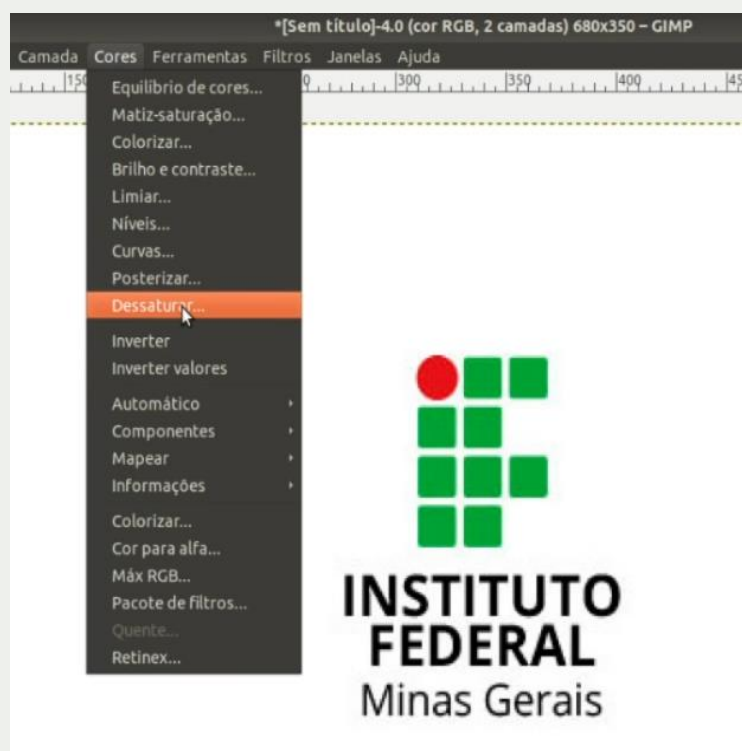 *[Sem título]-4.0 (cor RGB, 2 camadas) 680x350 – GIMP
Camada Cores Ferramentas Filtros Janelas Ajuda
300 350 400
Equilíbrio de cores...
Matiz-saturação...
Colorizar...
Brilho e contraste...
Limiar...
Níveis...
Curvas...
Posterizar...
Dessaturar...
Inverter
Inverter valores
Automático
Componentes
Mapear
Informações
Colorizar...
Cor para alfa...
Máx RGB...
Pacote de filtros...
Quente...
Retinex...
INSTITUTO
FEDERAL
Minas Gerais